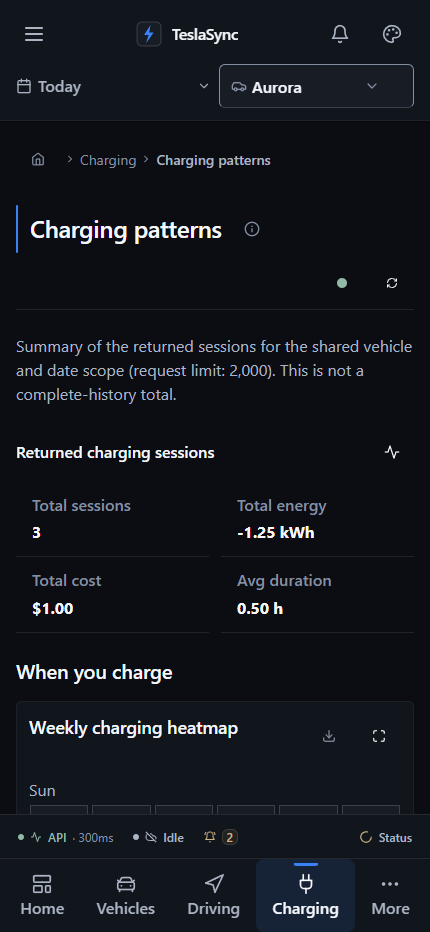 TeslaSync
Today
Aurora
Charging
Charging patterns
Charging patterns
Summary of the returned sessions for the shared vehicle
and date scope (request limit: 2,000). This is not a
complete-history total.
Returned charging sessions
Total sessions
3
Total energy
-1.25 kWh
Total cost
$1.00
Avg duration
0.50 h
When you charge
Weekly charging heatmap
Sun
API · 300ms
Idle
2
Status
Home
Vehicles
Driving
Charging
More